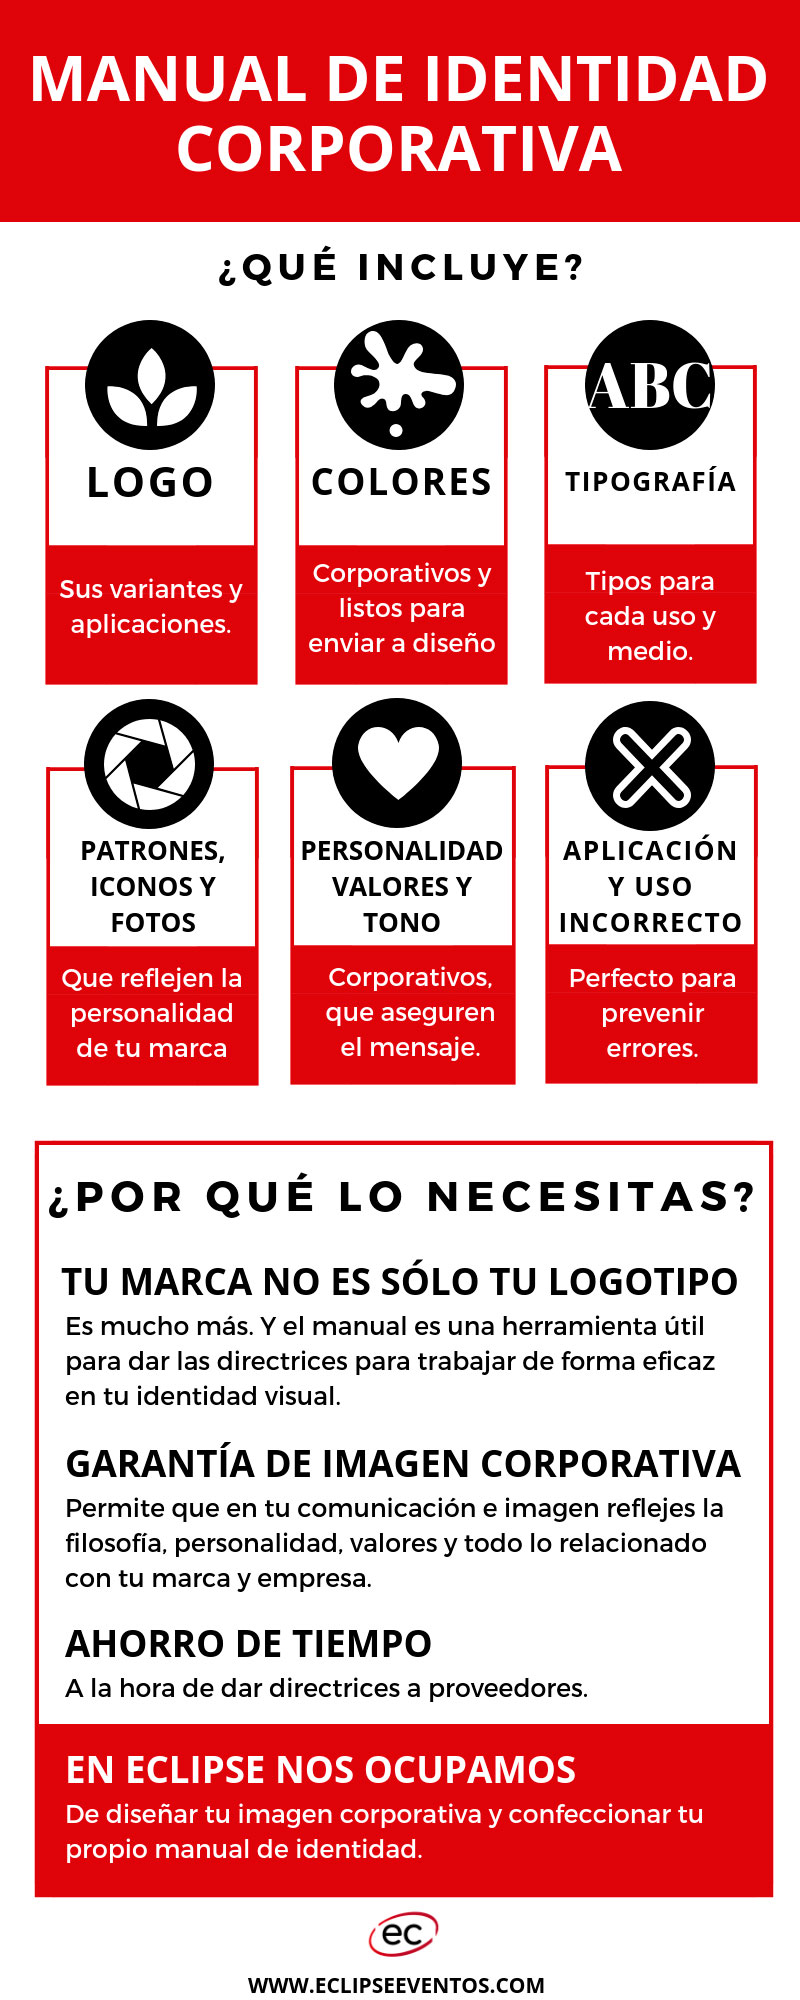 MANUAL DE IDENTIDAD
CORPORATIVA
¿QUÉ INCLUYE?
LOGO
Sus variantes y
aplicaciones.
COLORES
Corporativos y
listos para
enviar a diseño
ABC
TIPOGRAFÍA
Tipos para
cada uso y
medio.
PATRONES,
ICONOS Y
FOTOS
Que reflejen la
personalidad
de tu marca
PERSONALIDAD
VALORES Y
TONO
Corporativos,
que aseguren
el mensaje.
APLICACIÓN
Y USO
INCORRECTO
Perfecto para
prevenir
errores.
¿POR QUÉ LO NECESITAS?
TU MARCA NO ES SÓLO TU LOGOTIPO
Es mucho más. Y el manual es una herramienta útil
para dar las directrices para trabajar de forma eficaz
en tu identidad visual.
GARANTÍA DE IMAGEN CORPORATIVA
Permite que en tu comunicación e imagen reflejes la
filosofía, personalidad, valores y todo lo relacionado
con tu marca y empresa.
AHORRO DE TIEMPO
A la hora de dar directrices a proveedores.
EN ECLIPSE NOS OCUPAMOS
De diseñar tu imagen corporativa y confeccionar tu
propio manual de identidad.
ec
WWW.ECLIPSEEVENTOS.COM